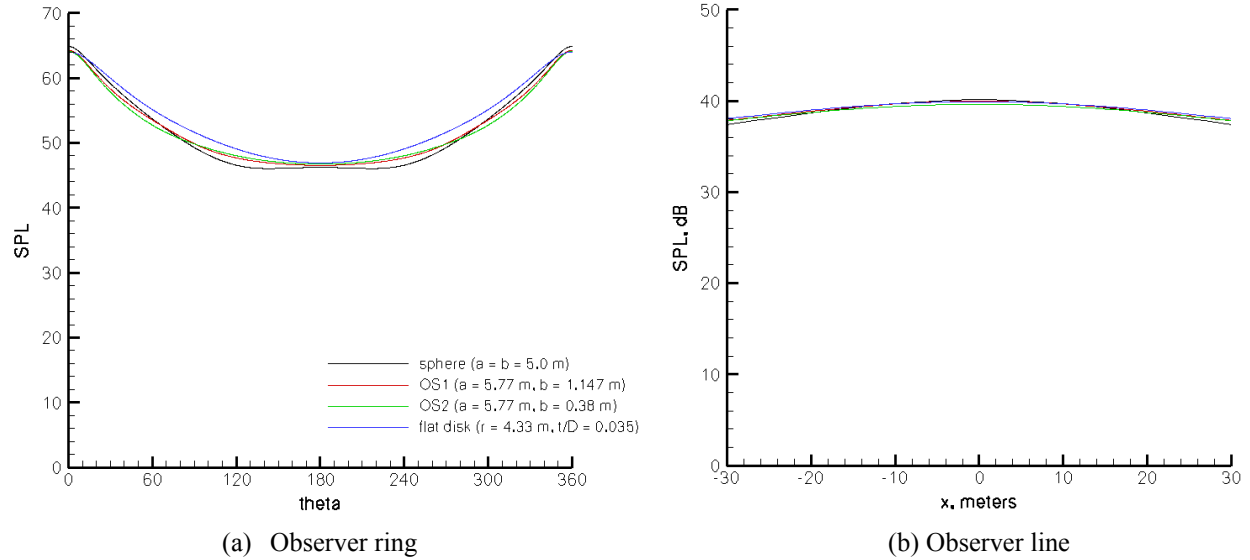 70
60
50
40
30
20
10
0
SPL
0 60 120 180 240 300 360
theta
sphere (a = b = 5.0 m)
OS1 (a = 5.77 m, b = 1.147 m)
OS2 (a = 5.77 m, b = 0.38 m)
flat disk (r = 4.33 m, t/D = 0.035)
(a) Observer ring
50
40
30
20
10
0
SPL, dB
-30 -20 -10 0 10 20 30
x, meters
(b) Observer line